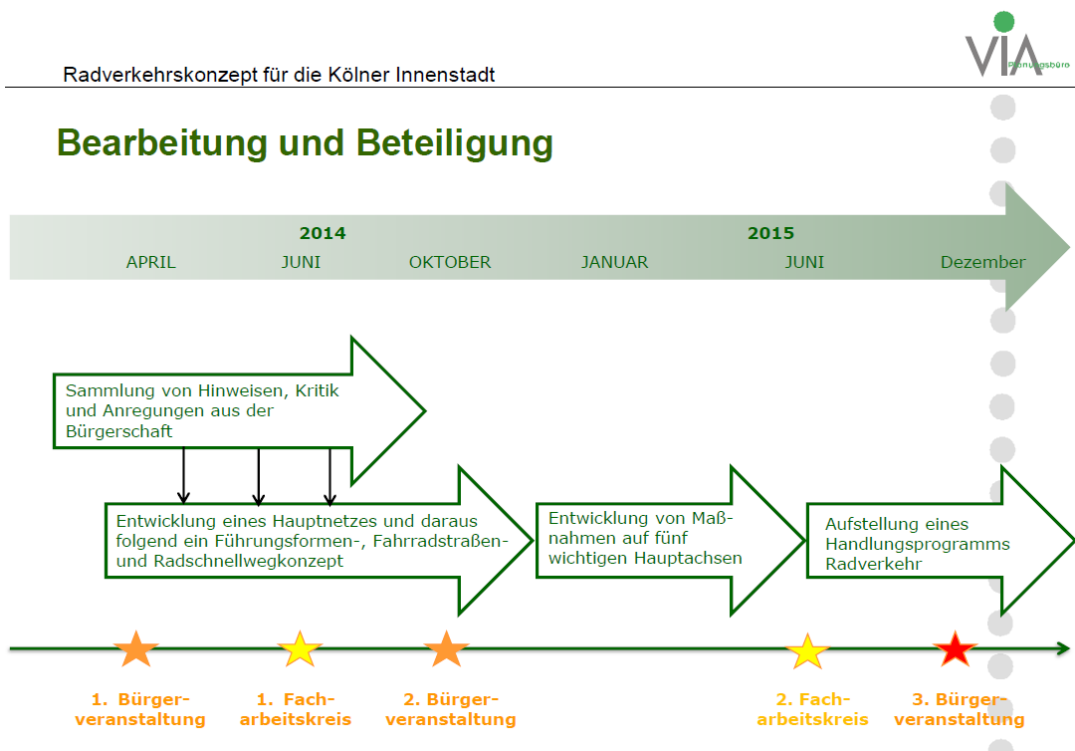 VIA
Planungsbüro
Radverkehrskonzept für die Kölner Innenstadt
Bearbeitung und Beteiligung
2014 2015
APRIL JUNI OKTOBER JANUAR JUNI Dezember
Sammlung von Hinweisen, Kritik
und Anregungen aus der
Bürgerschaft
Entwicklung eines Hauptnetzes und daraus
folgend ein Führungsformen-, Fahrradstraßen-
und Radschnellwegkonzept
Entwicklung von Maß-
nahmen auf fünf
wichtigen Hauptachsen
Aufstellung eines
Handlungsprogramms
Radverkehr
1. Bürger-
veranstaltung
1. Fach-
arbeitskreis
2. Bürger-
veranstaltung
2. Fach-
arbeitskreis
3. Bürger-
veranstaltung